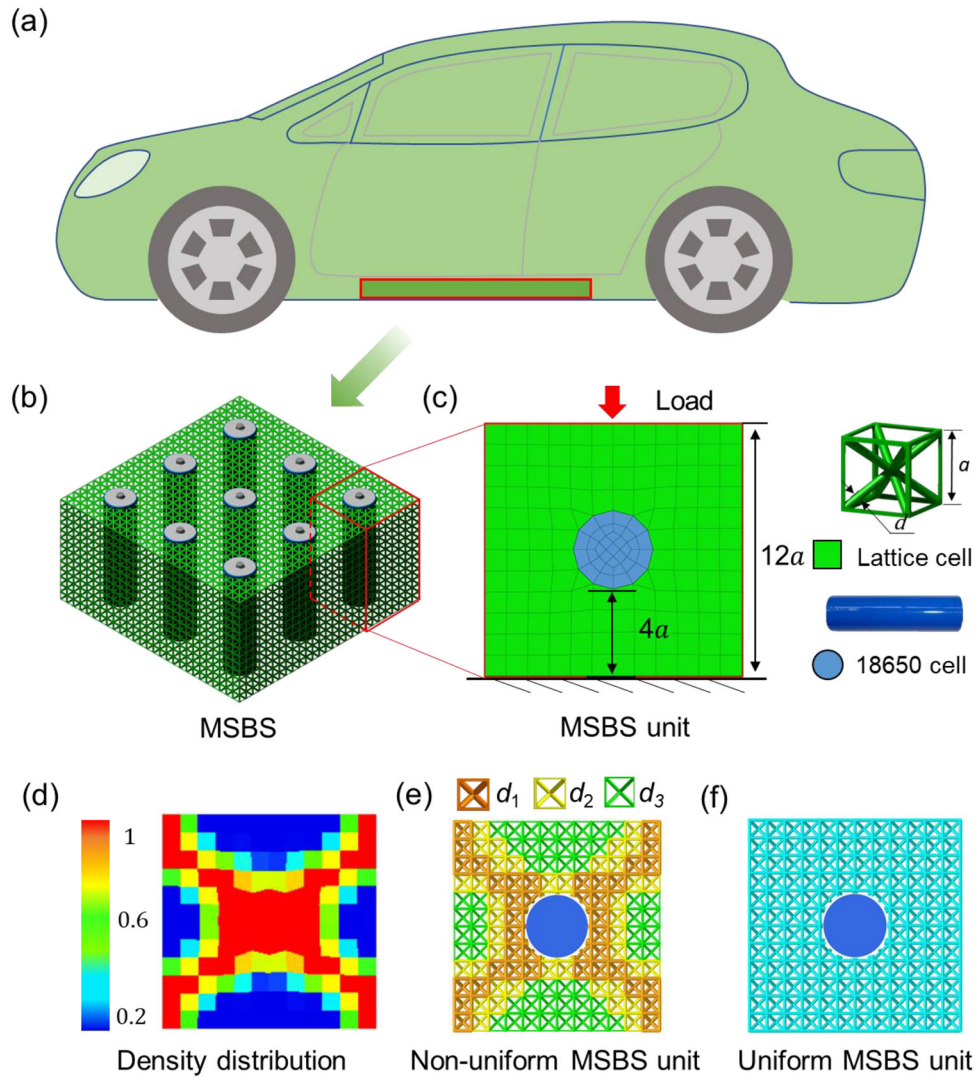 (a)
(b)
(c)
Load
a
d
12a
4a
Lattice cell
18650 cell
MSBS
MSBS unit
(d)
(e)
d1
d2
d3
(f)
1
0.6
0.2
Density distribution
Non-uniform MSBS unit
Uniform MSBS unit